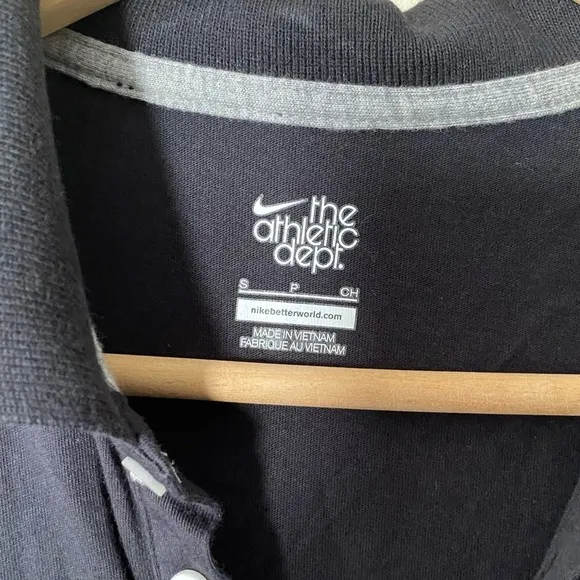 the
athletic
dept.
S P CH
nikebetterworld.com
MADE IN VIETNAM
FABRIQUE AU VIETNAM